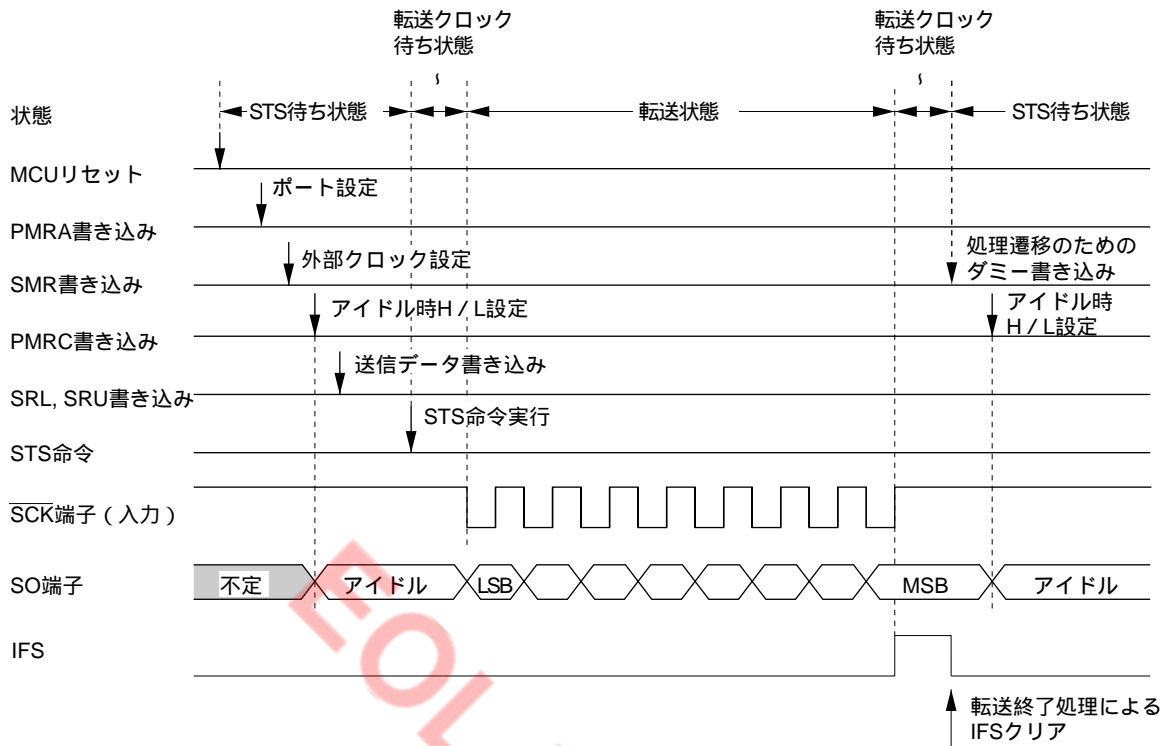 転送クロック
待ち状態
~
転送クロック
待ち状態
~
状態
STS待ち状態
転送状態
STS待ち状態
MCUリセット
ポート設定
PMRA書き込み
外部クロック設定
処理遷移のための
ダミー書き込み
SMR書き込み
アイドル時H / L設定
アイドル時
H / L設定
PMRC書き込み
送信データ書き込み
SRL, SRU書き込み
STS命令実行
STS命令
SCK端子 ( 入力 )
SO端子
不定
アイドル
LSB
MSB
アイドル
IFS
転送終了処理による
IFSクリア
EOL